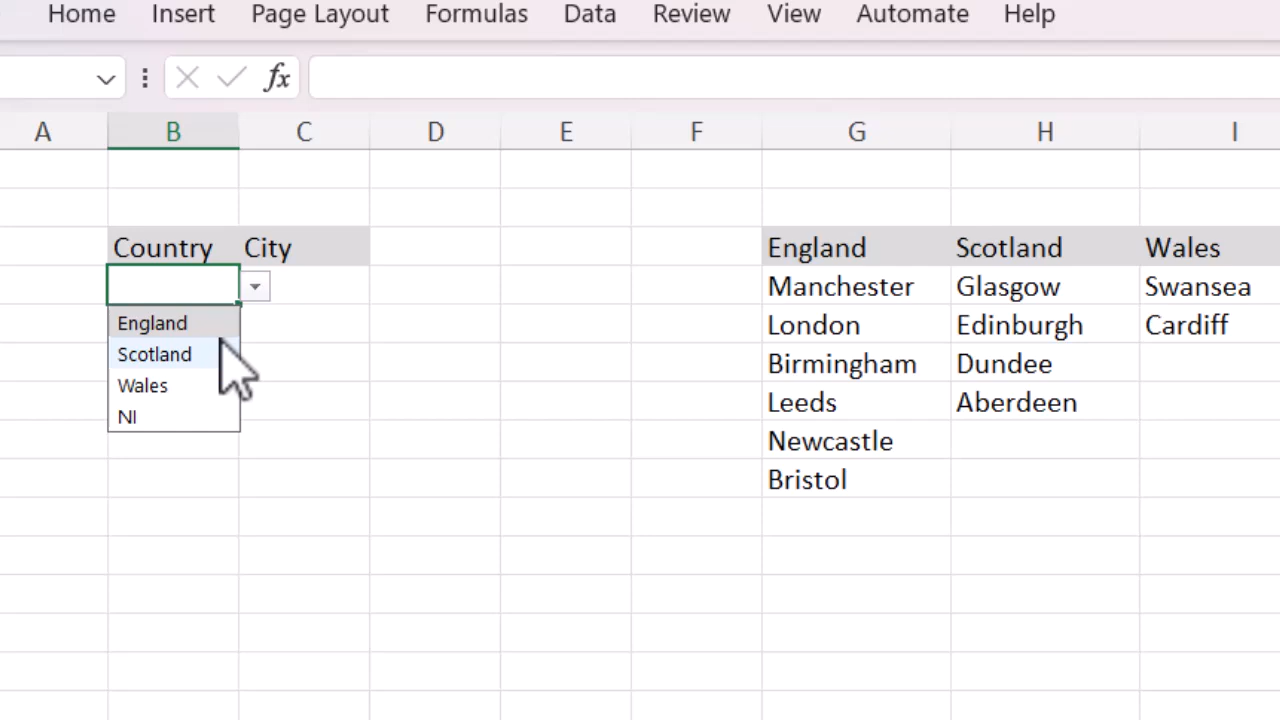 Home Insert Page Layout Formulas Data Review View Automate Help
fx
A B C D E F G H I
Country City England Scotland Wales
Manchester Glasgow Swansea
England London Edinburgh Cardiff
Scotland Birmingham Dundee
Wales Leeds Aberdeen
NI Newcastle
Bristol